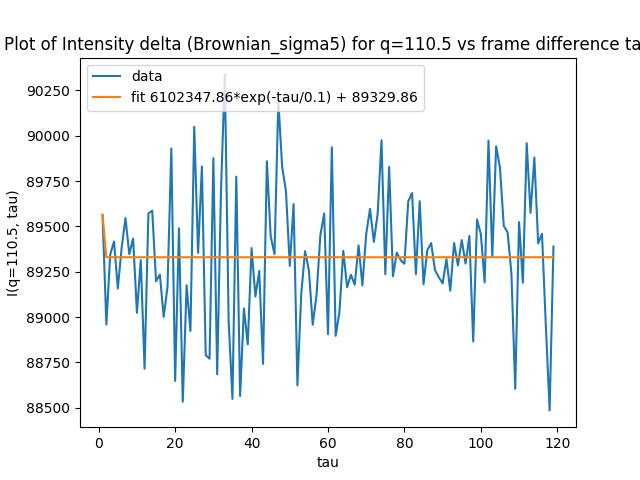 Plot of Intensity delta (Brownian_sigma5) for q=110.5 vs frame difference ta
data
fit 6102347.86*exp(-tau/0.1) + 89329.86
I(q=110.5, tau)
90250
90000
89750
89500
89250
89000
88750
88500
0 20 40 60 80 100 120
tau